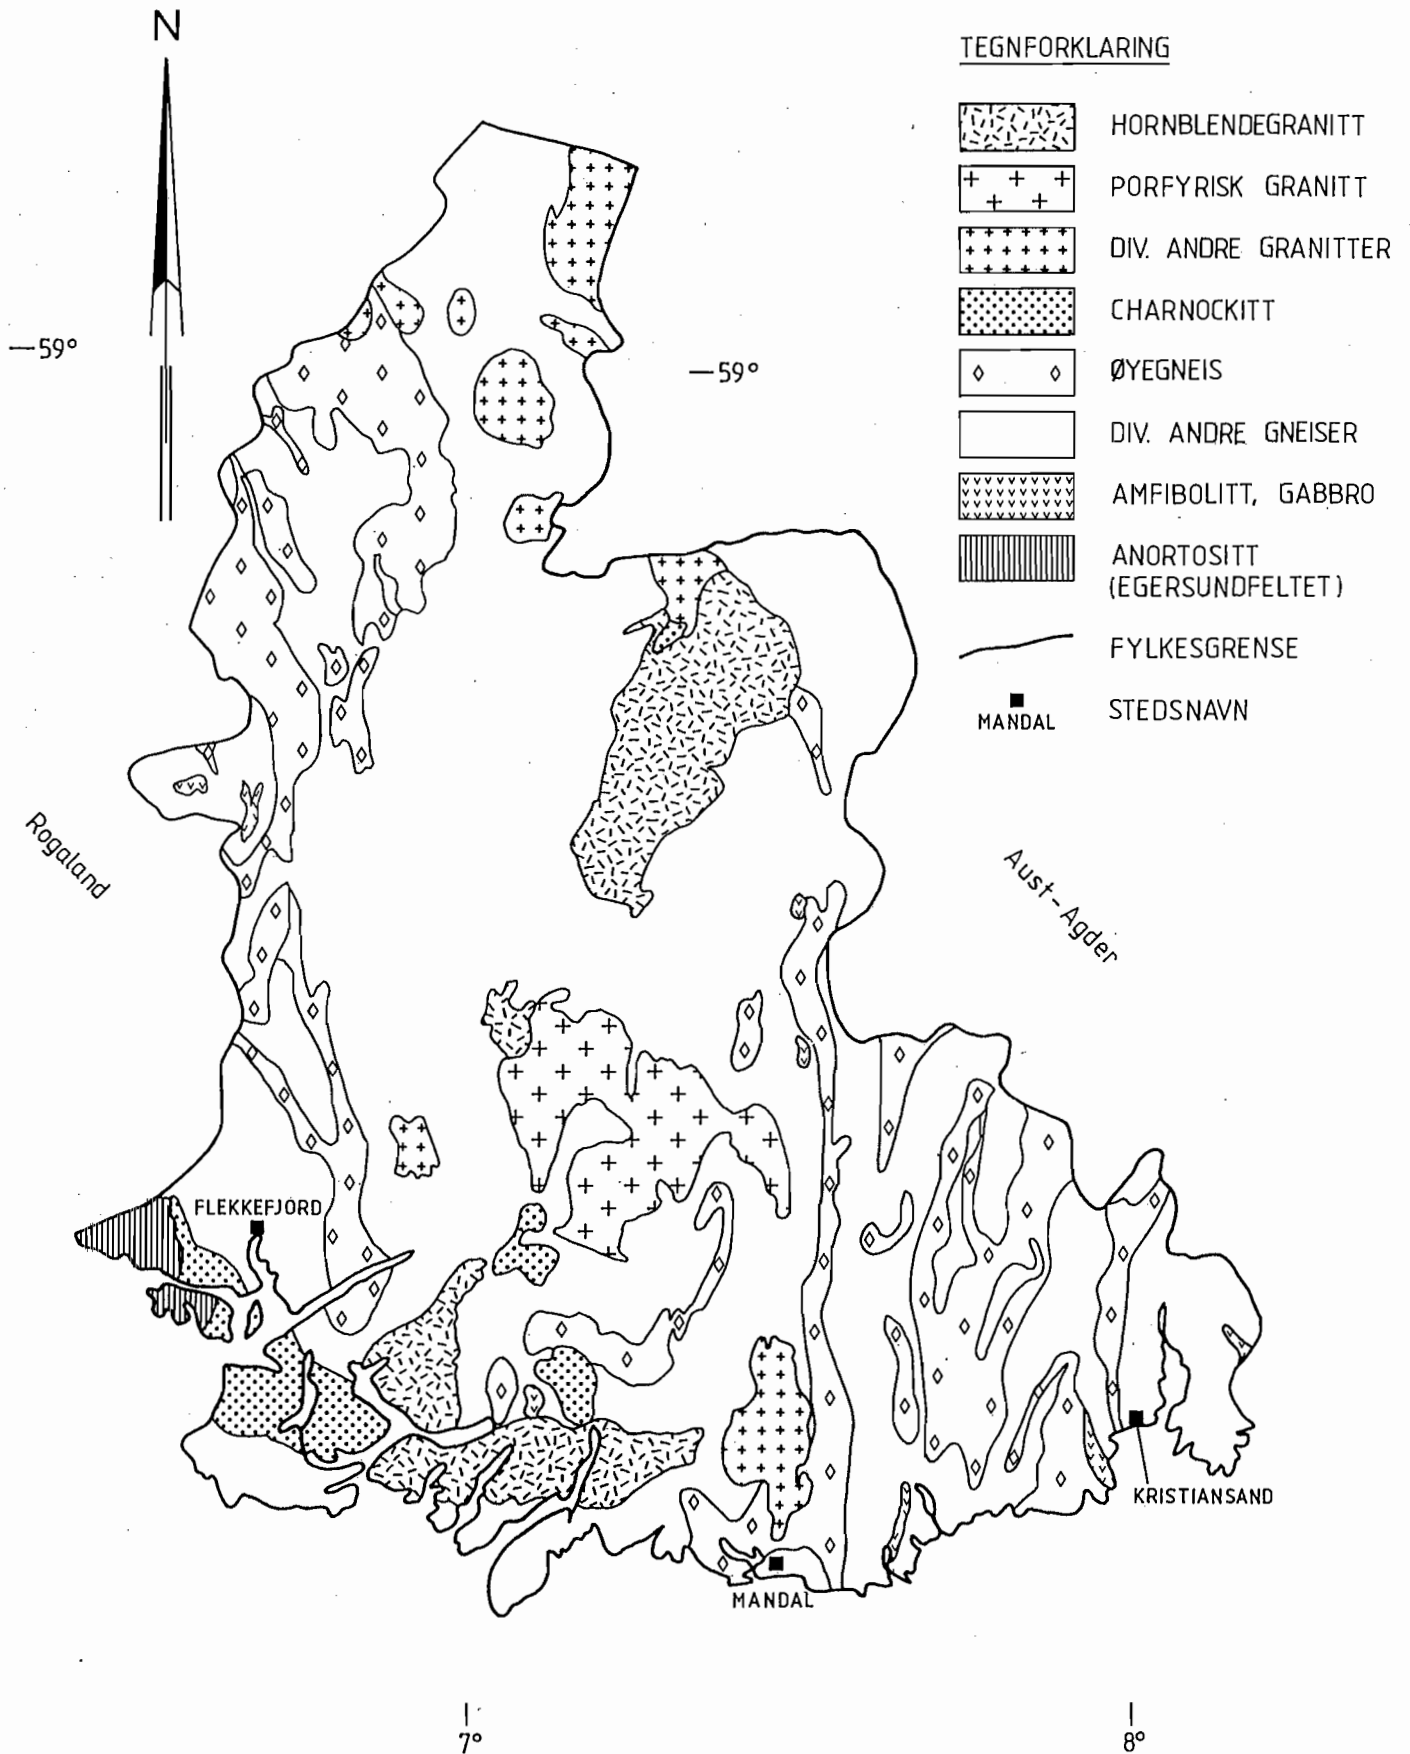 N
TEGNFORKLARING
HORNBLENDEGRANITT
PORFYRISK GRANITT
DIV. ANDRE GRANITTER
CHARNOCKITT
ØYEGNEIS
DIV. ANDRE GNEISER
AMFIBOLITT, GABBRO
ANORTOSITT
(EGERSUNDFELTET)
FYLKESGRENSE
MANDAL STEDSNAVN
—59°
—59°
Rogaland
Aust-Agder
FLEKKEFJORD
KRISTIANSAND
MANDAL
7°
8°